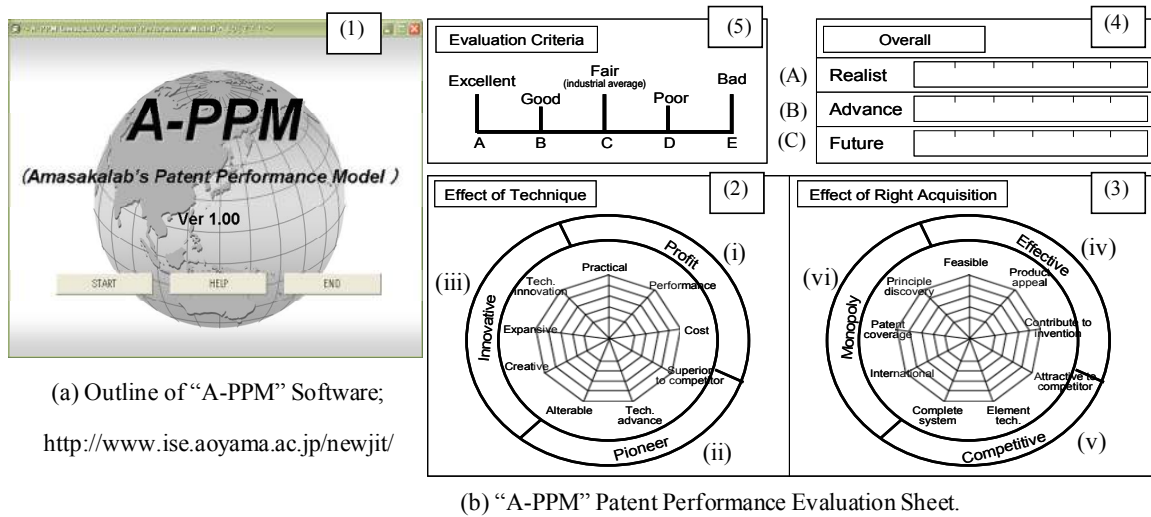 (1)
A-PPM
(Amasakalab's Patent Performance Model )
Ver 1.00
START HELP END
(a) Outline of “A-PPM” Software;
http://www.ise.aoyama.ac.jp/newjit/
Evaluation Criteria
(5)
Excellent
Good
Fair
(industrial average)
Poor
Bad
A B C D E
Overall
(4)
(A) Realist
(B) Advance
(C) Future
Effect of Technique
(2)
Profit
(i)
Pioneer
(ii)
Innovative
(iii)
Practical
Performance
Cost
Superior
to competitor
Tech.
advance
Alterable
Creative
Expansive
Tech.
innovation
Effect of Right Acquisition
(3)
Effective
(iv)
Competitive
(v)
Monopoly
(vi)
Feasible
Product
appeal
Contribute to
invention
Attractive to
competitor
Element
tech.
Complete
system
International
Patent
coverage
Principle
discovery
(b) “A-PPM” Patent Performance Evaluation Sheet.